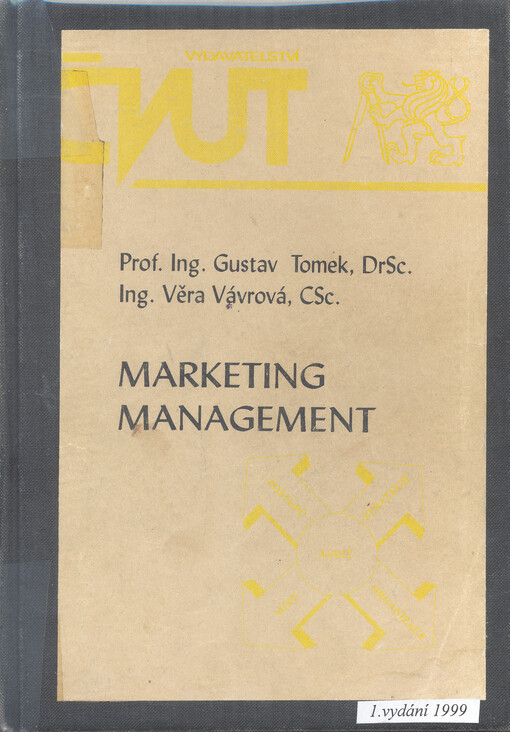 VYDAVATELSTVÍ
ČVUT
Prof. Ing. Gustav Tomek, DrSc.
Ing. Věra Vávrová, CSc.
MARKETING
MANAGEMENT
1.vydání 1999